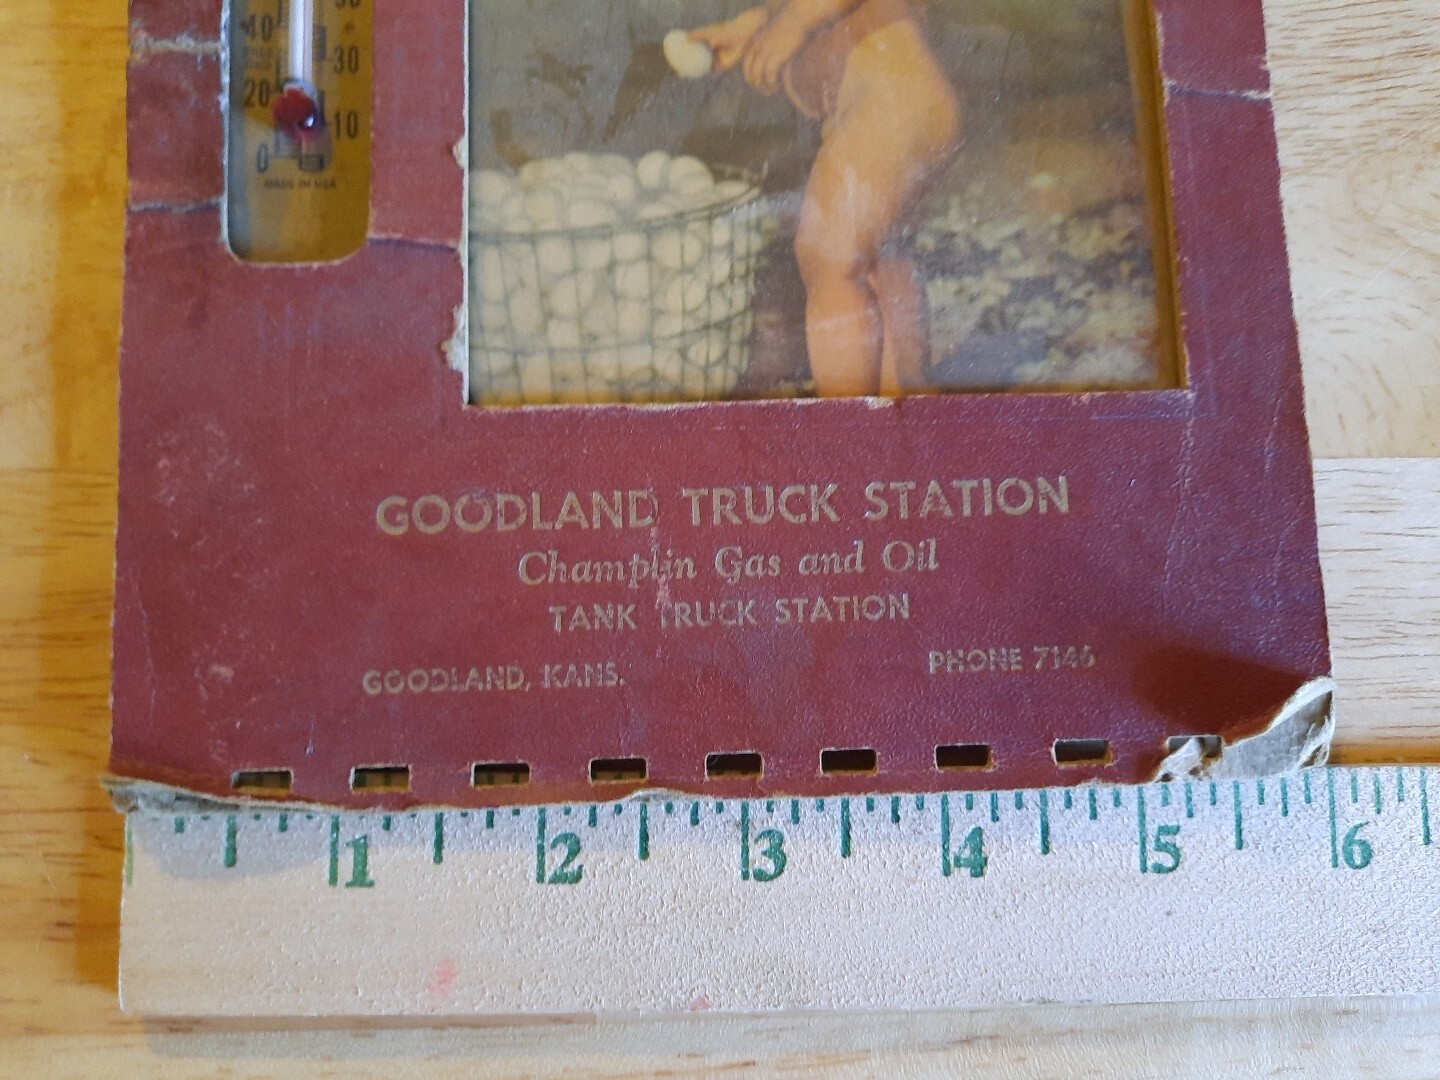 50
40
30
20
10
0
MADE IN USA
GOODLAND TRUCK STATION
Champlin Gas and Oil
TANK TRUCK STATION
GOODLAND, KANS. PHONE 7146
1 2 3 4 5 6